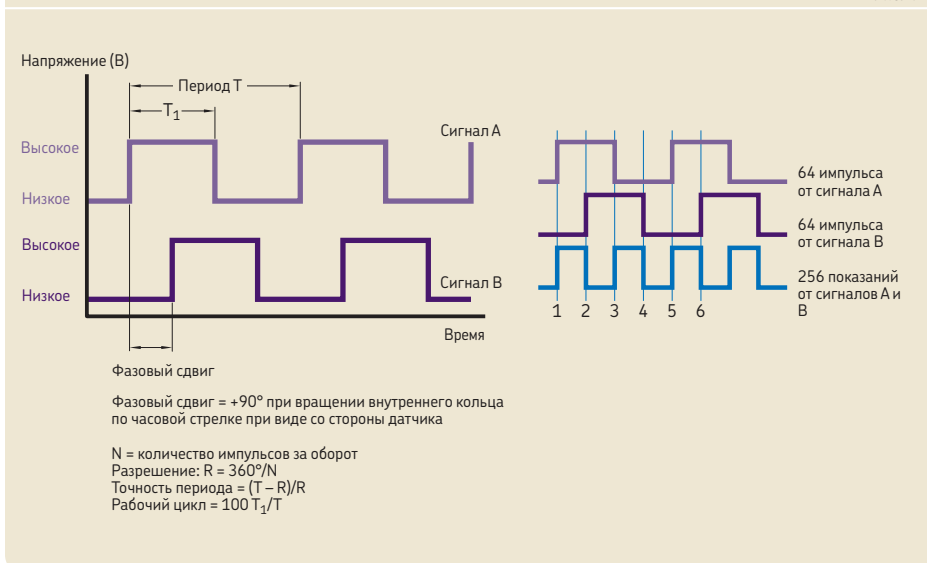 Напряжение (В)
Период T
T1
Сигнал A
Высокое
Низкое
Высокое
Низкое
Сигнал B
Время
Фазовый сдвиг
Фазовый сдвиг = +90° при вращении внутреннего кольца
по часовой стрелке при виде со стороны датчика
N = количество импульсов за оборот
Разрешение: R = 360°/N
Точность периода = (T – R)/R
Рабочий цикл = 100 T1/T
64 импульса
от сигнала A
64 импульса
от сигнала B
256 показаний
от сигналов A и
B
1 2 3 4 5 6